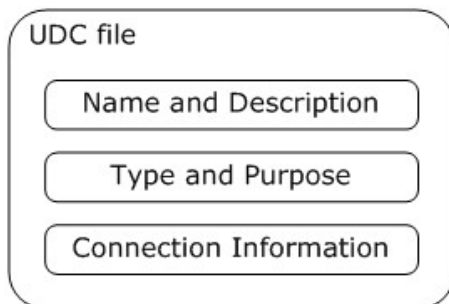 UDC file
Name and Description
Type and Purpose
Connection Information